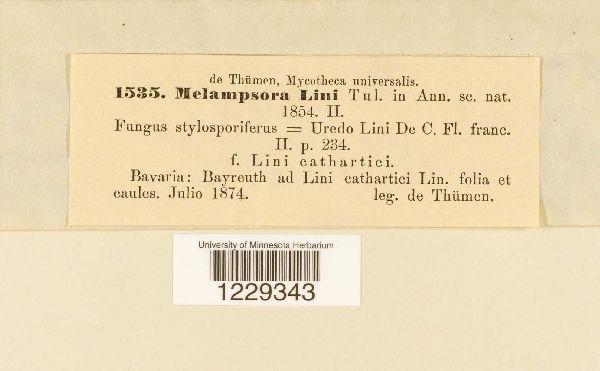 de Thümen, Mycotheca universalis.
1535. Melampsora Lini Tul. in Ann. sc. nat.
1854. II.
Fungus stylosporiferus = Uredo Lini De C. Fl. franc.
II. p. 234.
f. Lini cathartici.
Bavaria: Bayreuth ad Lini cathartici Lin. folia et
caules. Julio 1874. leg. de Thümen.
University of Minnesota Herbarium
1229343